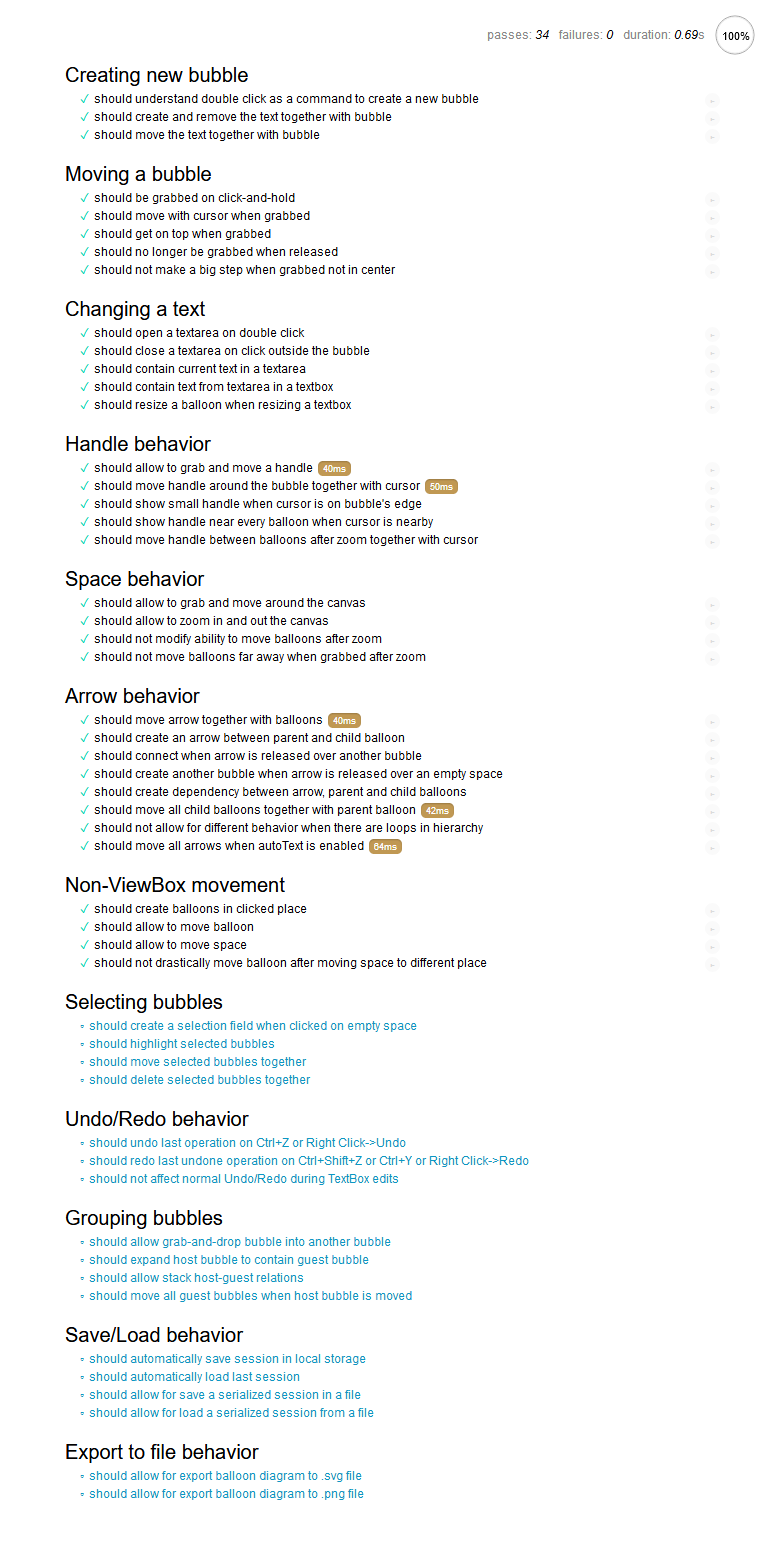 passes: 34 failures: 0 duration: 0.69s 100%
Creating new bubble
✓ should understand double click as a command to create a new bubble
✓ should create and remove the text together with bubble
✓ should move the text together with bubble
Moving a bubble
✓ should be grabbed on click-and-hold
✓ should move with cursor when grabbed
✓ should get on top when grabbed
✓ should no longer be grabbed when released
✓ should not make a big step when grabbed not in center
Changing a text
✓ should open a textarea on double click
✓ should close a textarea on click outside the bubble
✓ should contain current text in a textarea
✓ should contain text from textarea in a textbox
✓ should resize a balloon when resizing a textbox
Handle behavior
✓ should allow to grab and move a handle 40ms
✓ should move handle around the bubble together with cursor 50ms
✓ should show small handle when cursor is on bubble's edge
✓ should show handle near every balloon when cursor is nearby
✓ should move handle between balloons after zoom together with cursor
Space behavior
✓ should allow to grab and move around the canvas
✓ should allow to zoom in and out the canvas
✓ should not modify ability to move balloons after zoom
✓ should not move balloons far away when grabbed after zoom
Arrow behavior
✓ should move arrow together with balloons 40ms
✓ should create an arrow between parent and child balloon
✓ should connect when arrow is released over another bubble
✓ should create another bubble when arrow is released over an empty space
✓ should create dependency between arrow, parent and child balloons
✓ should move all child balloons together with parent balloon 42ms
✓ should not allow for different behavior when there are loops in hierarchy
✓ should move all arrows when autoText is enabled 64ms
Non-ViewBox movement
✓ should create balloons in clicked place
✓ should allow to move balloon
✓ should allow to move space
✓ should not drastically move balloon after moving space to different place
Selecting bubbles
should create a selection field when clicked on empty space
should highlight selected bubbles
should move selected bubbles together
should delete selected bubbles together
Undo/Redo behavior
should undo last operation on Ctrl+Z or Right Click->Undo
should redo last undone operation on Ctrl+Shift+Z or Ctrl+Y or Right Click->Redo
should not affect normal Undo/Redo during TextBox edits
Grouping bubbles
should allow grab-and-drop bubble into another bubble
should expand host bubble to contain guest bubble
should allow stack host-guest relations
should move all guest bubbles when host bubble is moved
Save/Load behavior
should automatically save session in local storage
should automatically load last session
should allow for save a serialized session in a file
should allow for load a serialized session from a file
Export to file behavior
should allow for export balloon diagram to .svg file
should allow for export balloon diagram to .png file